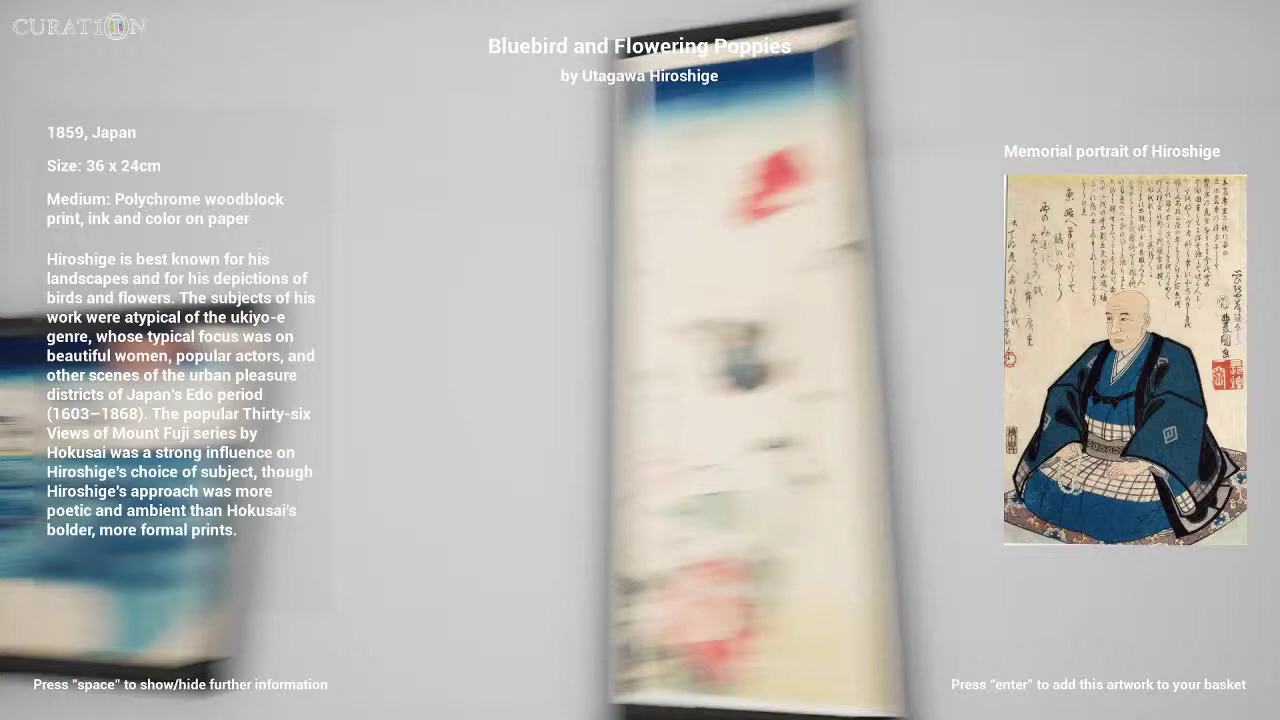 CURAT10N
Bluebird and Flowering Poppies
by Utagawa Hiroshige
1859, Japan
Size: 36 x 24cm
Medium: Polychrome woodblock
print, ink and color on paper
Hiroshige is best known for his
landscapes and for his depictions of
birds and flowers. The subjects of his
work were atypical of the ukiyo-e
genre, whose typical focus was on
beautiful women, popular actors, and
other scenes of the urban pleasure
districts of Japan's Edo period
(1603–1868). The popular Thirty-six
Views of Mount Fuji series by
Hokusai was a strong influence on
Hiroshige's choice of subject, though
Hiroshige's approach was more
poetic and ambient than Hokusai's
bolder, more formal prints.
Memorial portrait of Hiroshige
Press "space" to show/hide further information
Press "enter" to add this artwork to your basket